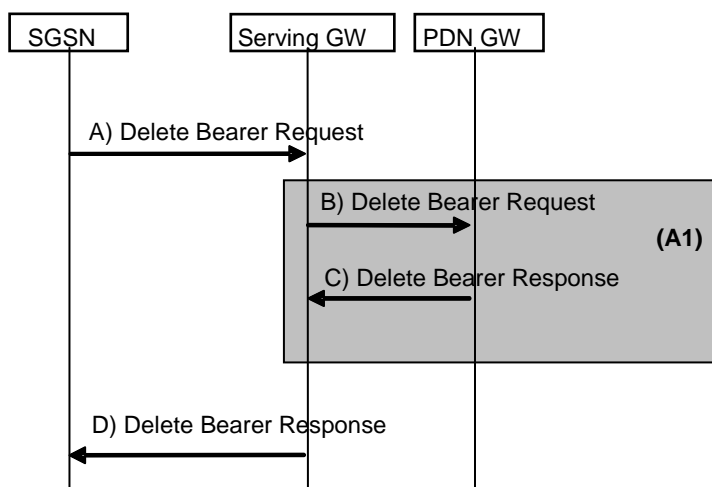 SGSN
Serving GW
PDN GW
A) Delete Bearer Request
B) Delete Bearer Request
(A1)
C) Delete Bearer Response
D) Delete Bearer Response